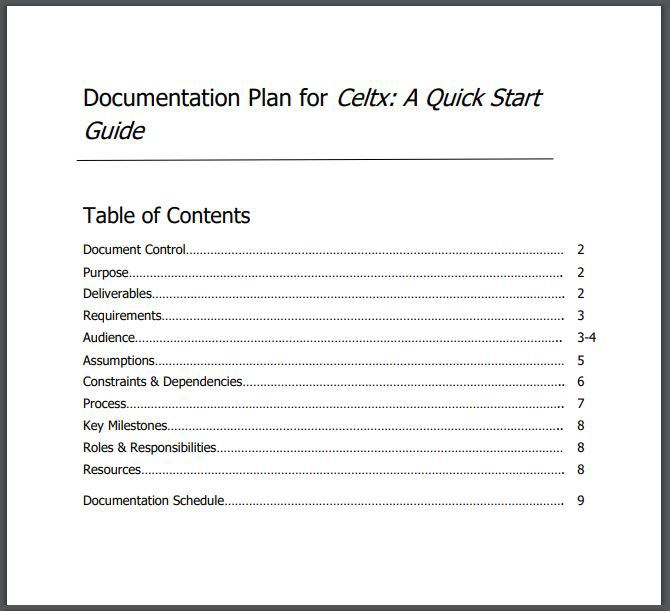 Documentation Plan for Celtx: A Quick Start
Guide
Table of Contents
Document Control........................................................................................................... 2
Purpose........................................................................................................................... 2
Deliverables.................................................................................................................... 2
Requirements.................................................................................................................. 3
Audience......................................................................................................................... 3-4
Assumptions................................................................................................................... 5
Constraints & Dependencies............................................................................................ 6
Process........................................................................................................................... 7
Key Milestones................................................................................................................ 8
Roles & Responsibilities................................................................................................... 8
Resources....................................................................................................................... 8
Documentation Schedule................................................................................................. 9